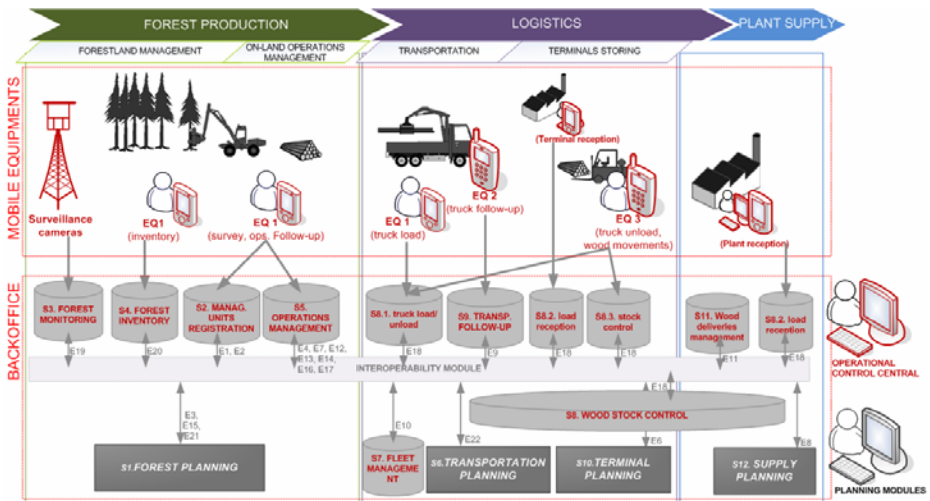 FOREST PRODUCTION
LOGISTICS
PLANT SUPPLY
FORESTLAND MANAGEMENT
ON-LAND OPERATIONS
MANAGEMENT
TRANSPORTATION
TERMINALS STORING
MOBILE EQUIPMENTS
Surveillance
cameras
EQ1
(inventory)
EQ 1
(survey, ops. Follow-up)
EQ 1
(truck load)
EQ 2
(truck follow-up)
(Terminal reception)
EQ 3
(truck unload,
wood movements)
(Plant reception)
BACKOFFICE
S3. FOREST
MONITORING
S4. FOREST
INVENTORY
S2. MANAG.
UNITS
REGISTRATION
S5.
OPERATIONS
MANAGEMENT
S8.1. truck load/
unload
S9. TRANSP.
FOLLOW-UP
S8.2. load
reception
S8.3. stock
control
S11. Wood
deliveries
management
S8.2. load
reception
E19
E20
E1, E2
E4, E7, E12,
E13, E14,
E16, E17
E18
E9
E18
E18
E11
E18
INTEROPERABILITY MODULE
OPERATIONAL
CONTROL CENTRAL
E3,
E15,
E21
E10
E22
E18
S8. WOOD STOCK CONTROL
E6
E8
S1.FOREST PLANNING
S7. FLEET
MANAGEME
NT
S6.TRANSPORTATION
PLANNING
S10.TERMINAL
PLANNING
S12. SUPPLY
PLANNING
PLANNING MODULES